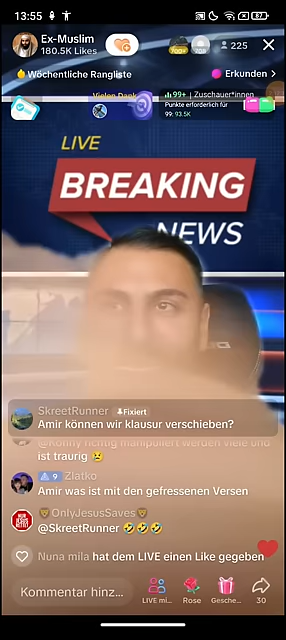 13:55
87
Ex-Muslim
180.5K Likes
225
Wöchentliche Rangliste
Erkunden >
Vielen Dank
99+ | Zuschauer*innen
Punkte erforderlich für
99: 93.5K
LIVE
BREAKING
NEWS
SkreetRunner Fixiert
Amir können wir klausur verschieben?
richtig manipuliert werden viele und
ist traurig 😢
9 Zlatko
Amir was ist mit den gefressenen Versen
🦁OnlyJesusSaves🦁
@SkreetRunner 🤣🤣🤣
Nuna mila hat dem LIVE einen Like gegeben
Kommentar hinz...
LIVE mi...
Rose
Gesche...
30